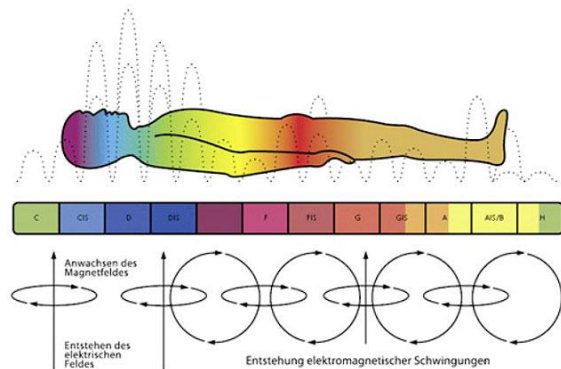 C CIS D DIS F FIS G GIS A AIS/B H
Anwachsen des
Magnetfeldes
Entstehen des
elektrischen
Feldes
Entstehung elektromagnetischer Schwingungen